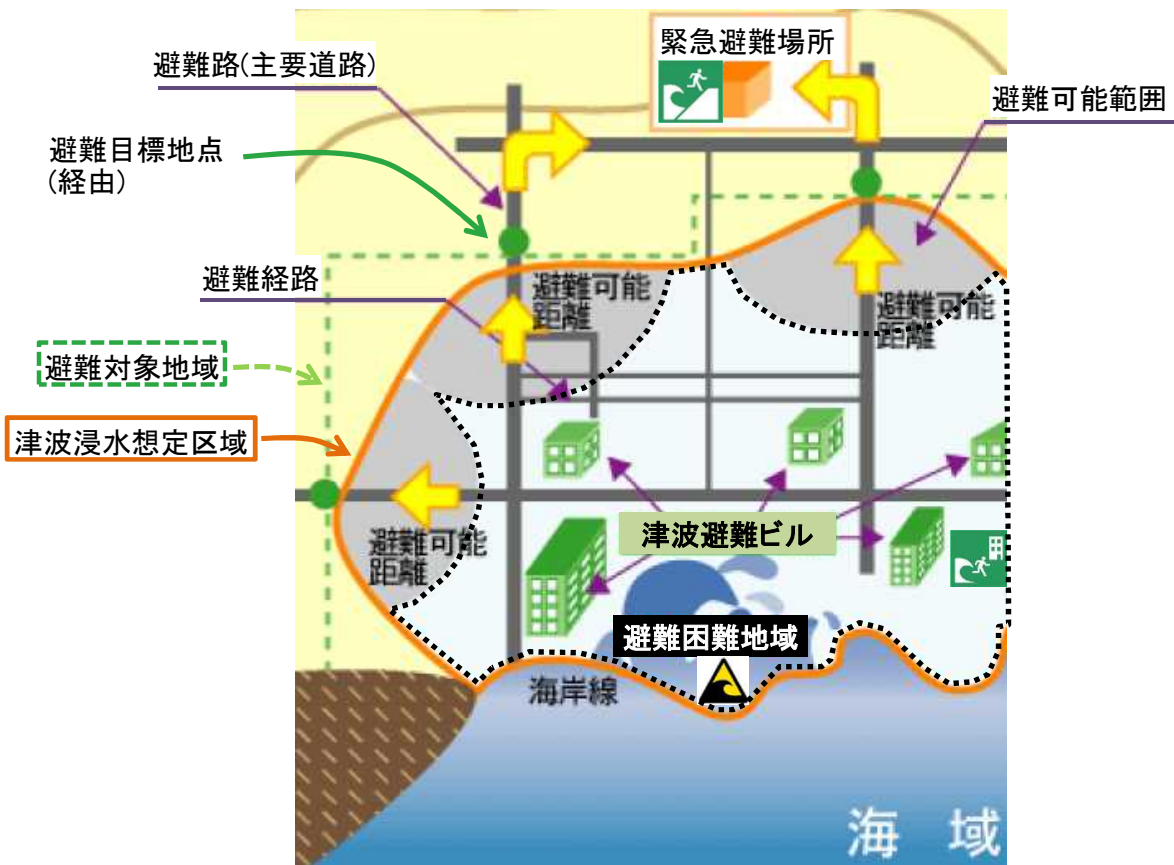 緊急避難場所
避難路(主要道路)
避難可能範囲
避難目標地点
(経由)
避難経路
避難可能
距離
避難可能
距離
避難対象地域
津波浸水想定区域
避難可能
距離
津波避難ビル
避難困難地域
海岸線
海 域